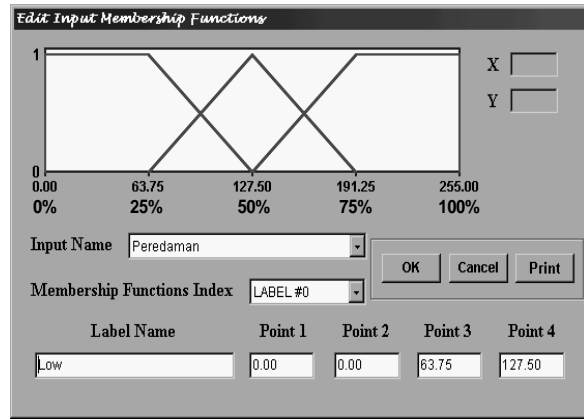 Edit Input Membership Functions
1
0
X
Y
0.00 63.75 127.50 191.25 255.00
0% 25% 50% 75% 100%
Input Name Peredaman
OK Cancel Print
Membership Functions Index LABEL #0
Label Name Point 1 Point 2 Point 3 Point 4
Low 0.00 0.00 63.75 127.50